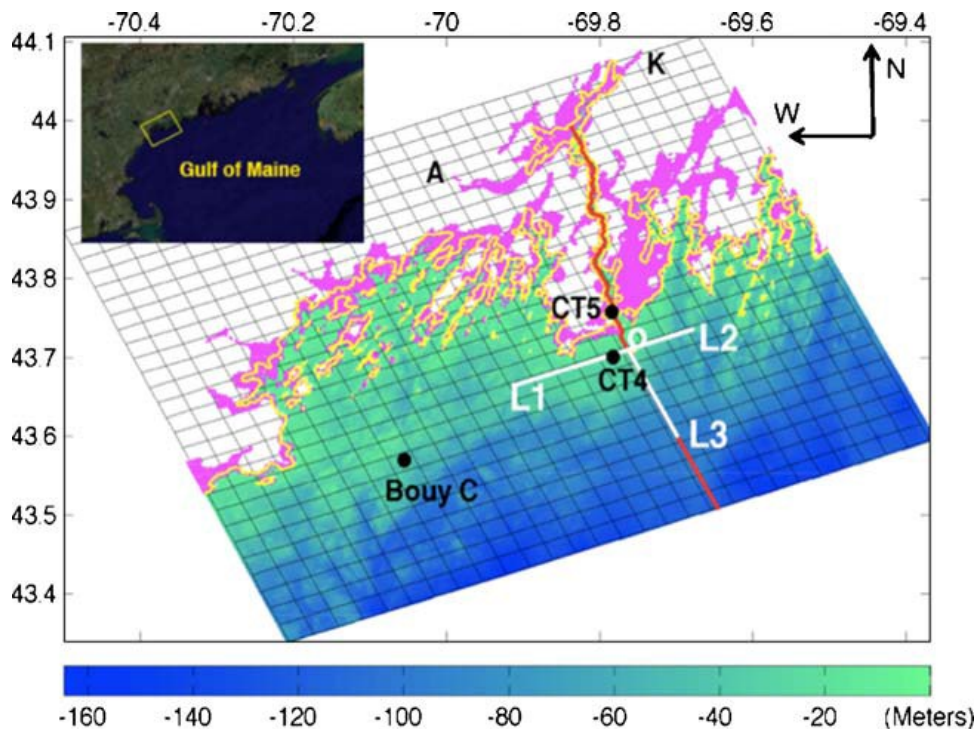 -70.4 -70.2 -70 -69.8 -69.6 -69.4
44.1
44
43.9
43.8
43.7
43.6
43.5
43.4
N
W
K
A
Gulf of Maine
CT5
O
L2
CT4
L1
L3
Bouy C
-160 -140 -120 -100 -80 -60 -40 -20 (Meters)